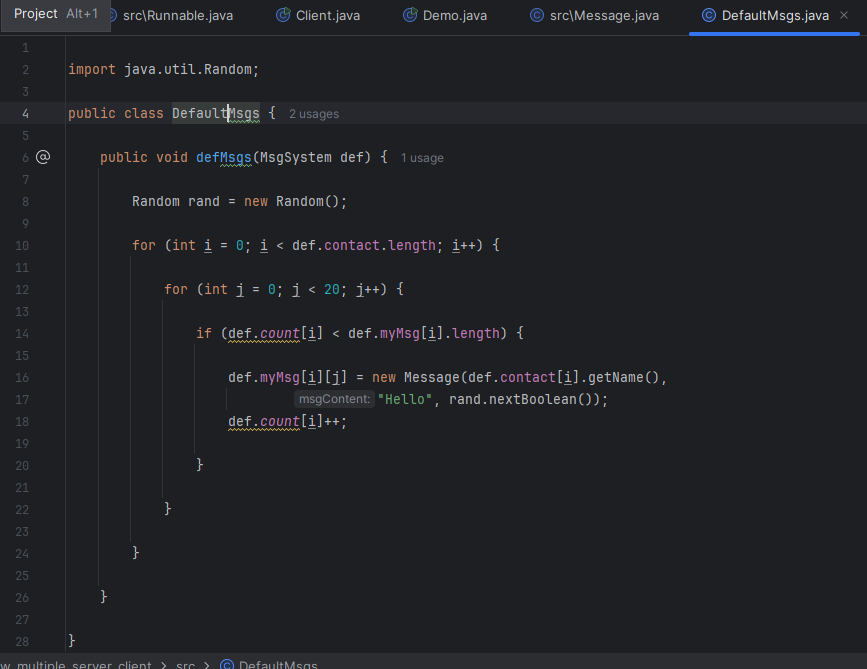 Project Alt+1 src\Runnable.java Client.java Demo.java src\Message.java DefaultMsgs.java
1
2 import java.util.Random;
3
4 public class DefaultMsgs { 2 usages
5
6 @ public void defMsgs(MsgSystem def) { 1 usage
7
8 Random rand = new Random();
9
10 for (int i = 0; i < def.contact.length; i++) {
11
12 for (int j = 0; j < 20; j++) {
13
14 if (def.count[i] < def.myMsg[i].length) {
15
16 def.myMsg[i][j] = new Message(def.contact[i].getName(),
17 msgContent: "Hello", rand.nextBoolean());
18 def.count[i]++;
19
20 }
21
22 }
23
24 }
25
26 }
27
28 }
w_multiple_server_client > src > DefaultMsgs